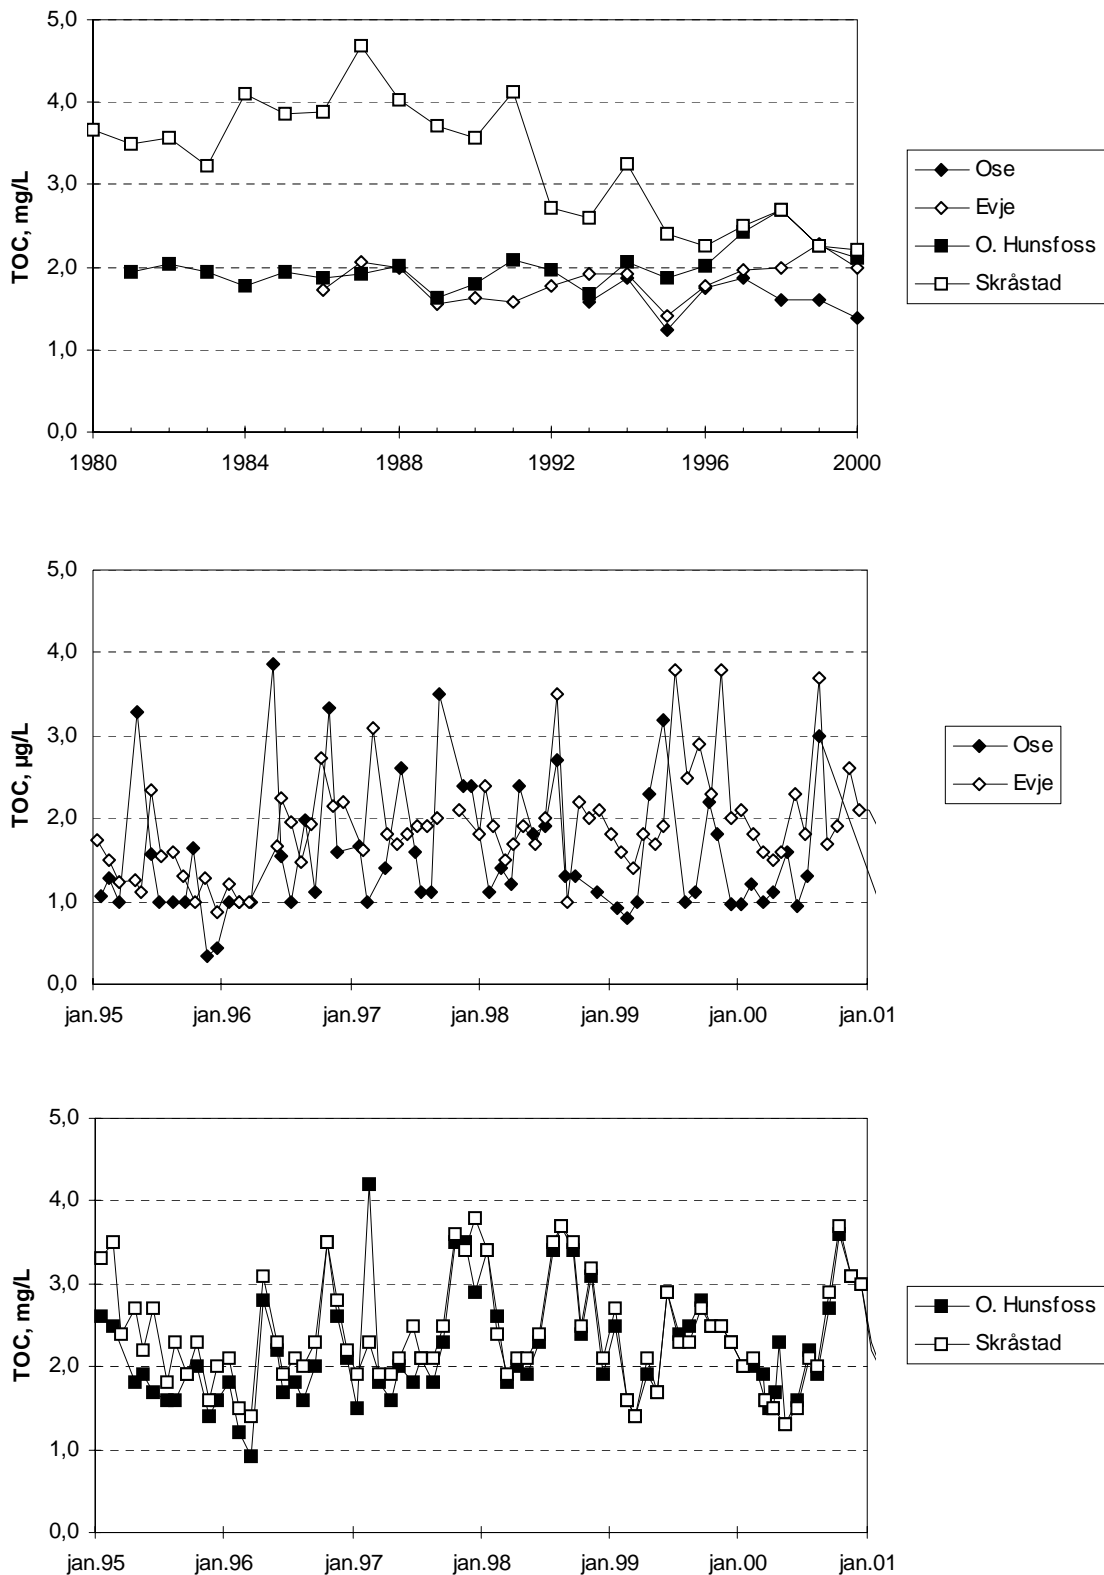 5,0
4,0
3,0
2,0
1,0
0,0
TOC, mg/L
1980 1984 1988 1992 1996 2000
Ose
Evje
O. Hunsfoss
Skråstad
5,0
4,0
3,0
2,0
1,0
0,0
TOC, µg/L
jan.95 jan.96 jan.97 jan.98 jan.99 jan.00 jan.01
Ose
Evje
5,0
4,0
3,0
2,0
1,0
0,0
TOC, mg/L
jan.95 jan.96 jan.97 jan.98 jan.99 jan.00 jan.01
O. Hunsfoss
Skråstad